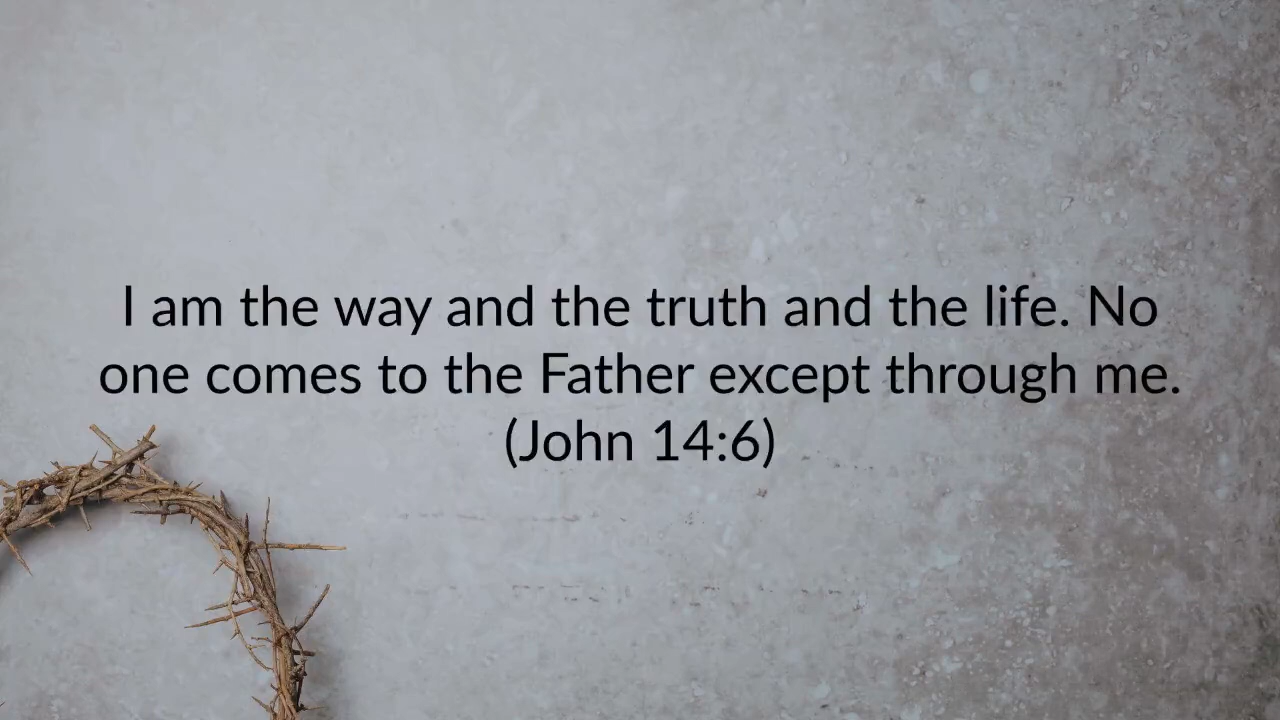 I am the way and the truth and the life. No
one comes to the Father except through me.
(John 14:6)